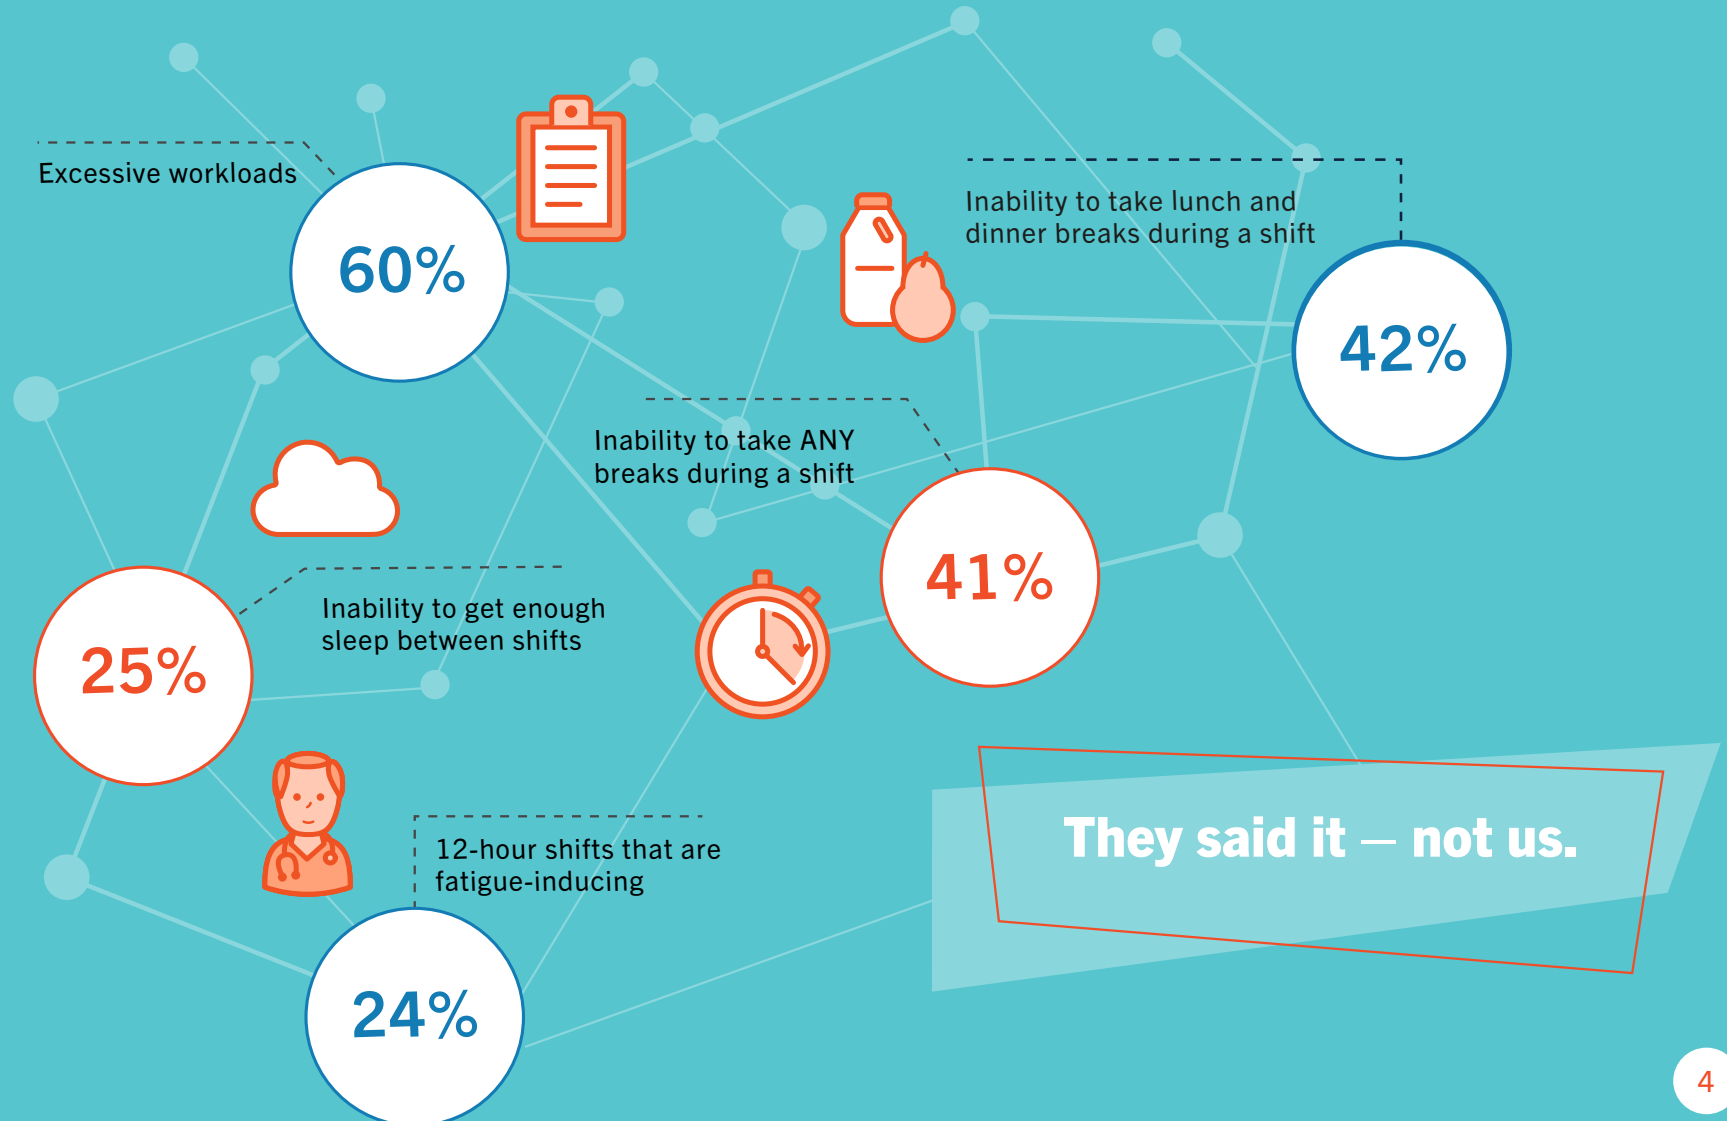 Excessive workloads
60%
Inability to take lunch and
dinner breaks during a shift
42%
Inability to take ANY
breaks during a shift
41%
Inability to get enough
sleep between shifts
25%
12-hour shifts that are
fatigue-inducing
24%
They said it — not us.
4